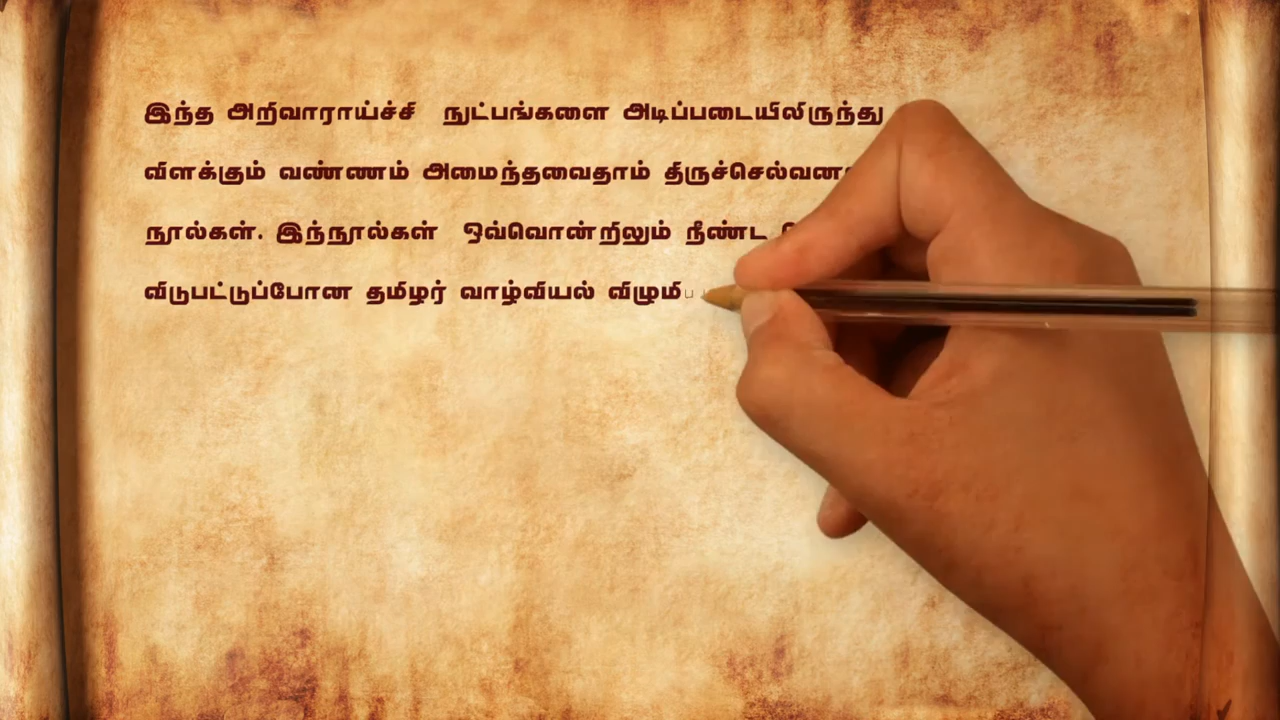 இந்த அறிவாராய்ச்சி நுட்பங்களை அடிப்படையிலிருந்து
விளக்கும் வண்ணம் அமைந்தவைதாம்
நூல்கள். இந்நூல்கள் ஒவ்வொன்றிலும் நீண்ட
விடுபட்டுப்போன தமிழர் வாழ்வியல்